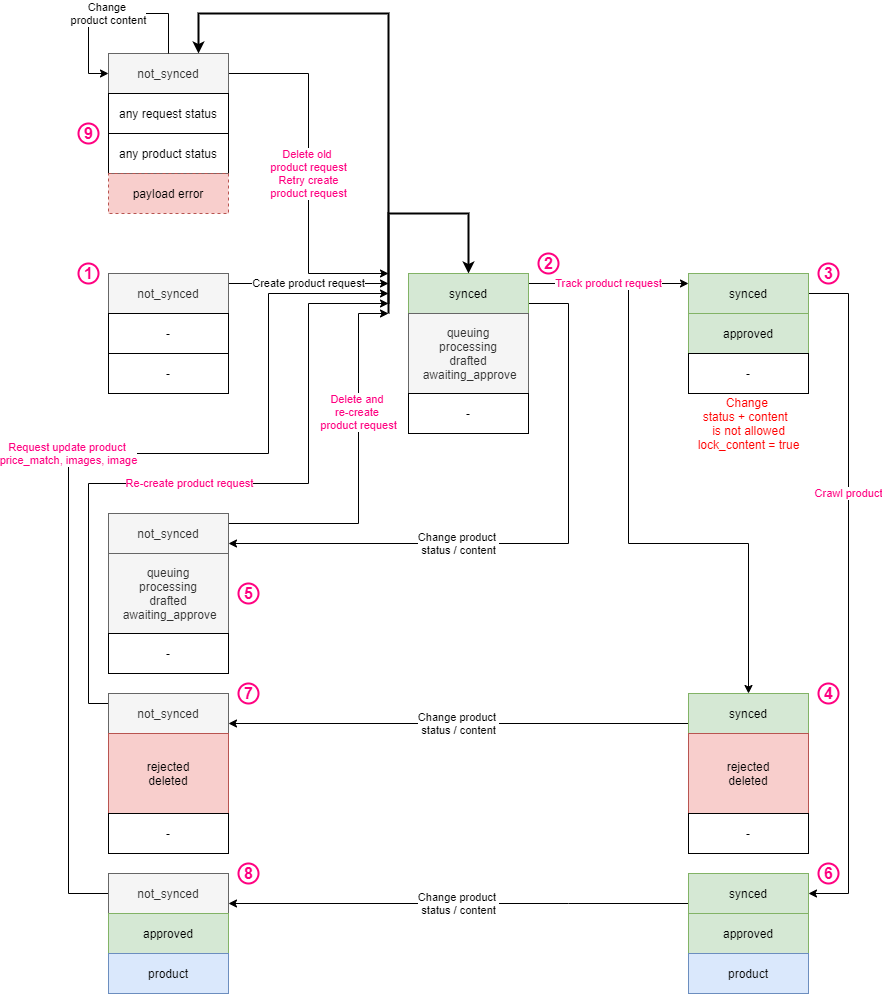 Change
product content
not_synced
any request status
9
any product status
payload error
Delete old
product request
Retry create
product request
1
not_synced
-
-
Create product request
2
synced
queuing
processing
drafted
awaiting_approve
-
Track product request
3
synced
approved
-
Change
status + content
is not allowed
lock_content = true
Delete and
re-create
product request
Request update product
price_match, images, image
Re-create product request
Crawl product
not_synced
queuing
processing
drafted
awaiting_approve
-
5
Change product
status / content
7
not_synced
rejected
deleted
-
Change product
status / content
4
synced
rejected
deleted
-
8
not_synced
approved
product
Change product
status / content
6
synced
approved
product